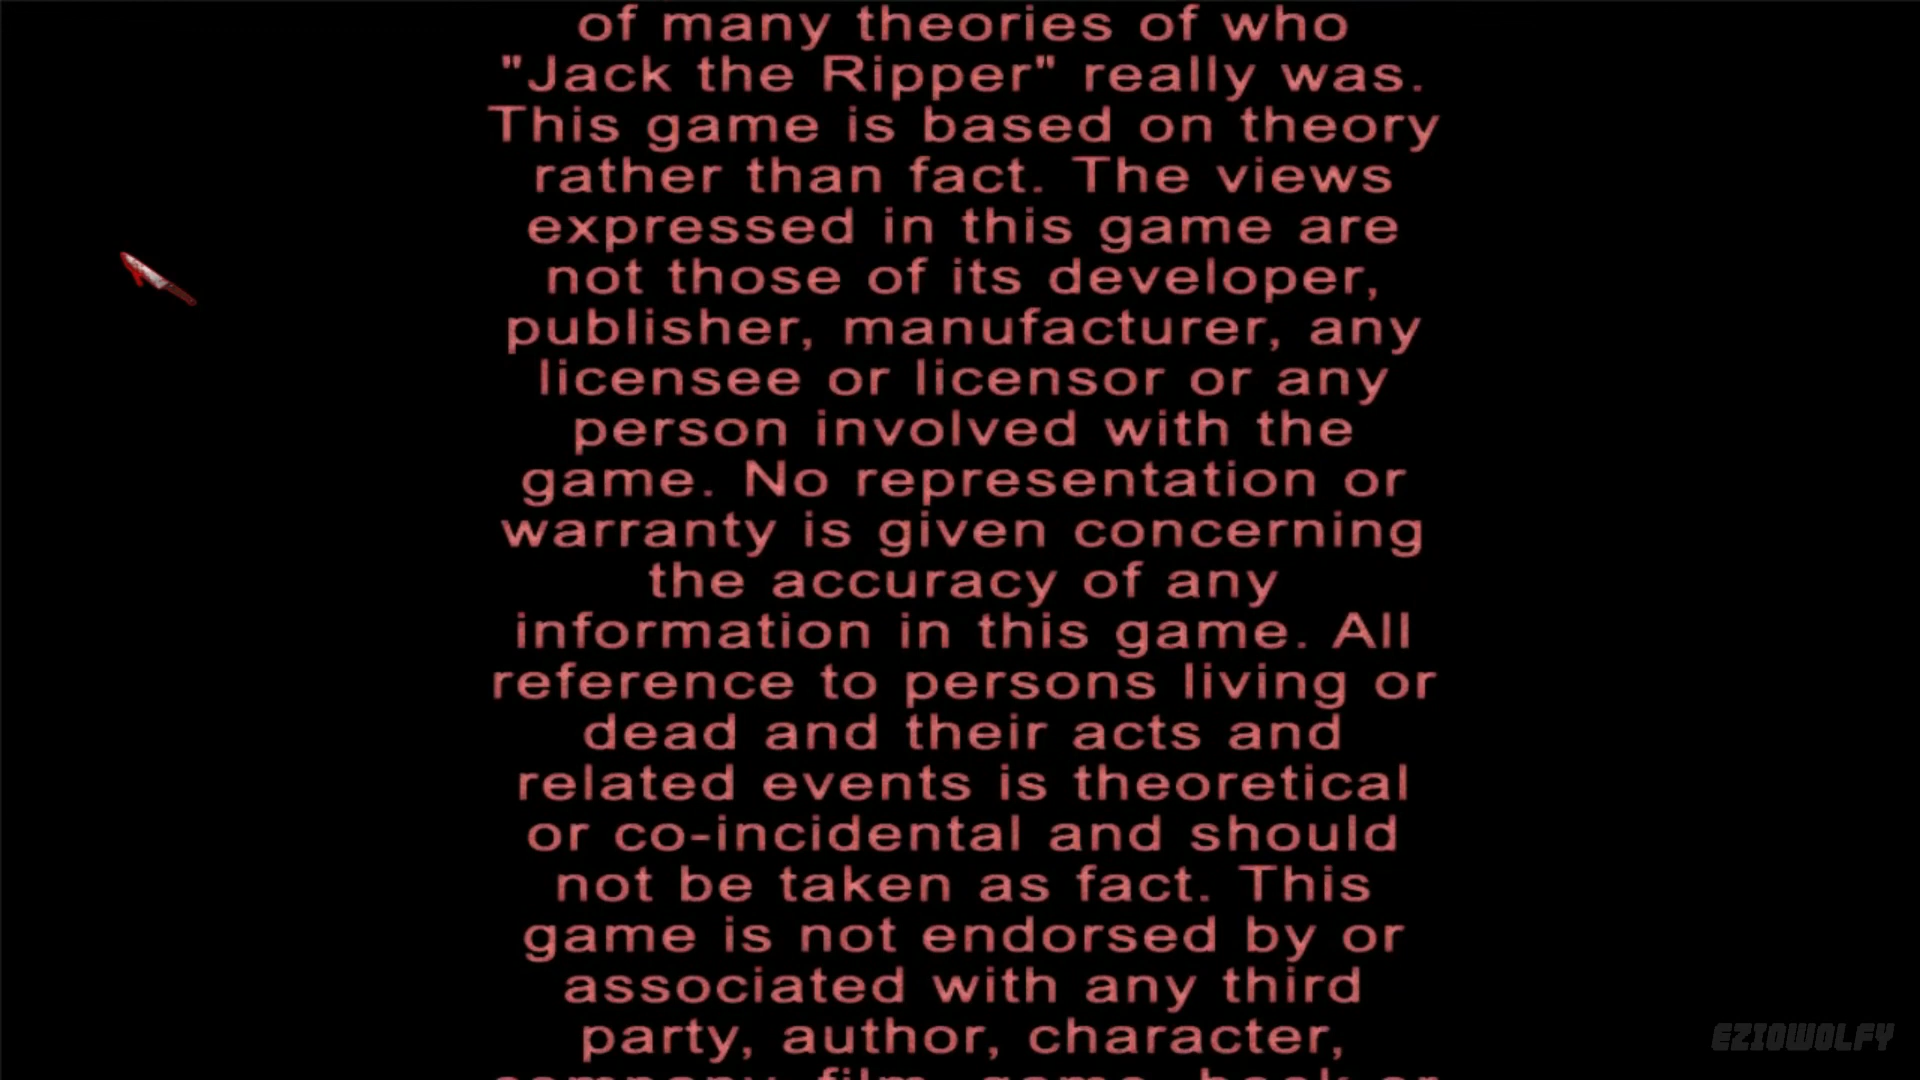 of many theories of who
"Jack the Ripper" really was.
This game is based on theory
rather than fact. The views
expressed in this game are
not those of its developer,
publisher, manufacturer, any
licensee or licensor or any
person involved with the
game. No representation or
warranty is given concerning
the accuracy of any
information in this game. All
reference to persons living or
dead and their acts and
related events is theoretical
or co-incidental and should
not be taken as fact. This
game is not endorsed by or
associated with any third
party, author, character,
company, film, game, book or
EZIOWOLFY